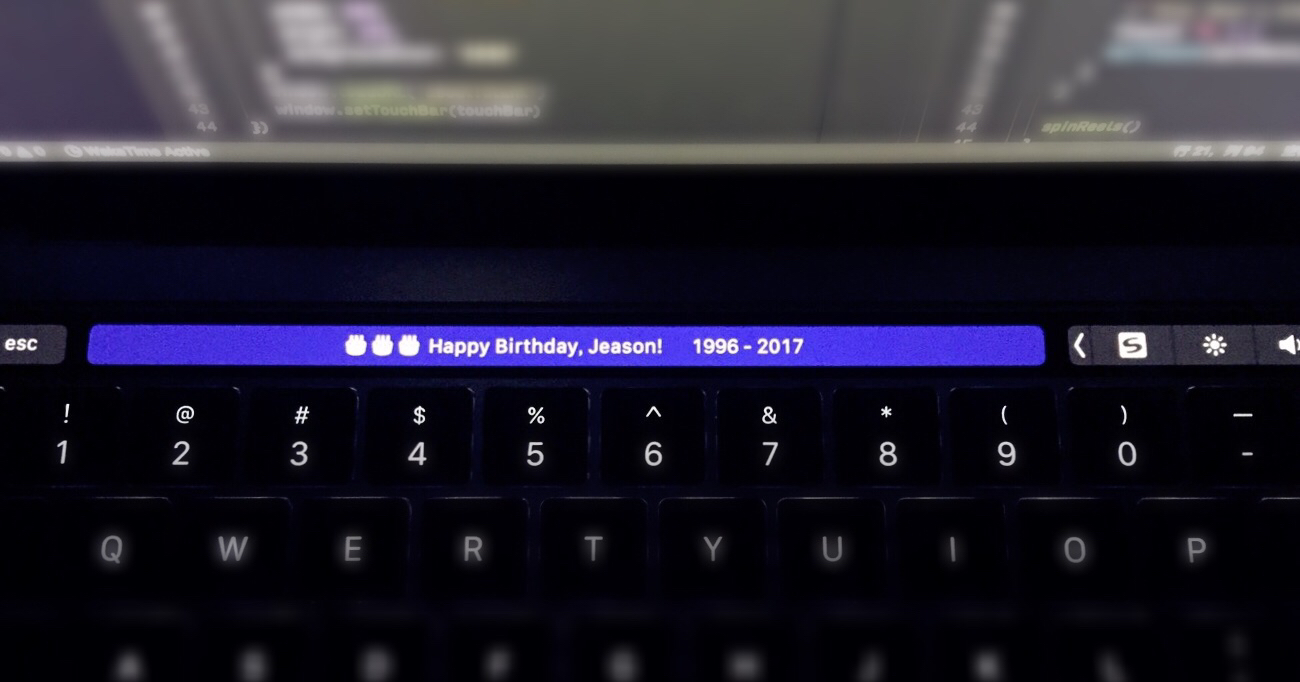 43 window.setTouchBar(touchBar) 43
44 }) 44 spinReels()
WakaTime Active
esc Happy Birthday, Jeason! 1996 - 2017
! @ # $ % ^ & * ( ) —
1 2 3 4 5 6 7 8 9 0 -
Q W E R T Y U I O P
A S D F G H J K L